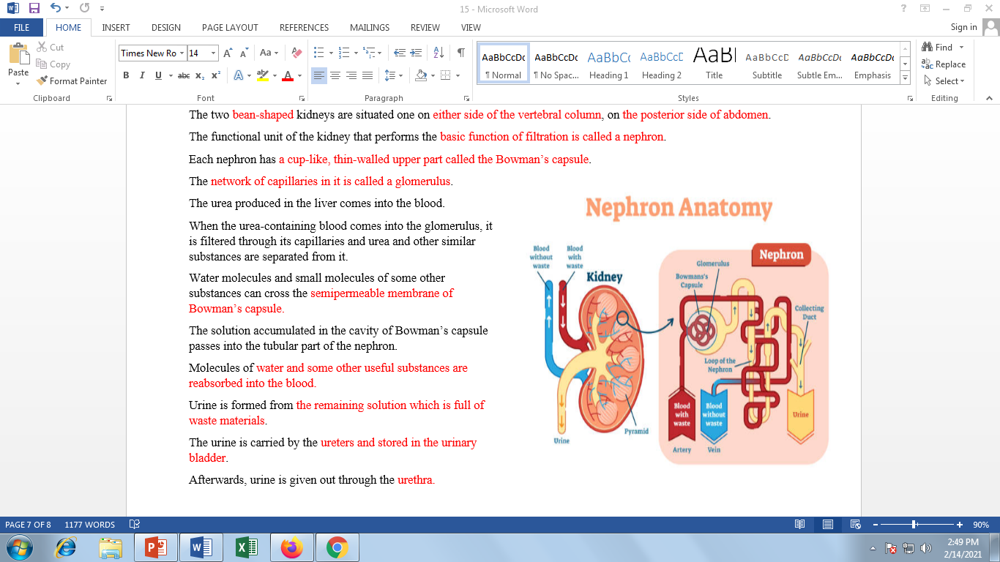 15 - Microsoft Word
FILE HOME INSERT DESIGN PAGE LAYOUT REFERENCES MAILINGS REVIEW VIEW Sign in
Paste
Cut
Copy
Format Painter
Clipboard
Times New Ro 14
Font
Paragraph
AaBbCcDc AaBbCcDc AaBbCc AaBbCcD AaBl AaBbCcD AaBbCcDc AaBbCcDc
¶ Normal ¶ No Spac... Heading 1 Heading 2 Title Subtitle Subtle Em... Emphasis
Styles
Find
Replace
Select
Editing
The two bean-shaped kidneys are situated one on either side of the vertebral column, on the posterior side of abdomen.
The functional unit of the kidney that performs the basic function of filtration is called a nephron.
Each nephron has a cup-like, thin-walled upper part called the Bowman’s capsule.
The network of capillaries in it is called a glomerulus.
The urea produced in the liver comes into the blood.
When the urea-containing blood comes into the glomerulus, it
is filtered through its capillaries and urea and other similar
substances are separated from it.
Water molecules and small molecules of some other
substances can cross the semipermeable membrane of
Bowman’s capsule.
The solution accumulated in the cavity of Bowman’s capsule
passes into the tubular part of the nephron.
Molecules of water and some other useful substances are
reabsorbed into the blood.
Urine is formed from the remaining solution which is full of
waste materials.
The urine is carried by the ureters and stored in the urinary
bladder.
Afterwards, urine is given out through the urethra.
Nephron Anatomy
Blood
without
waste
Blood
with
waste
Kidney
Pyramid
Urine
Nephron
Glomerulus
Bowmans's
Capsule
Collecting
Duct
Loop of the
Nephron
Blood
with
waste
Blood
without
waste
Urine
Artery
Vein
PAGE 7 OF 8 1177 WORDS 90%
2:49 PM
2/14/2021